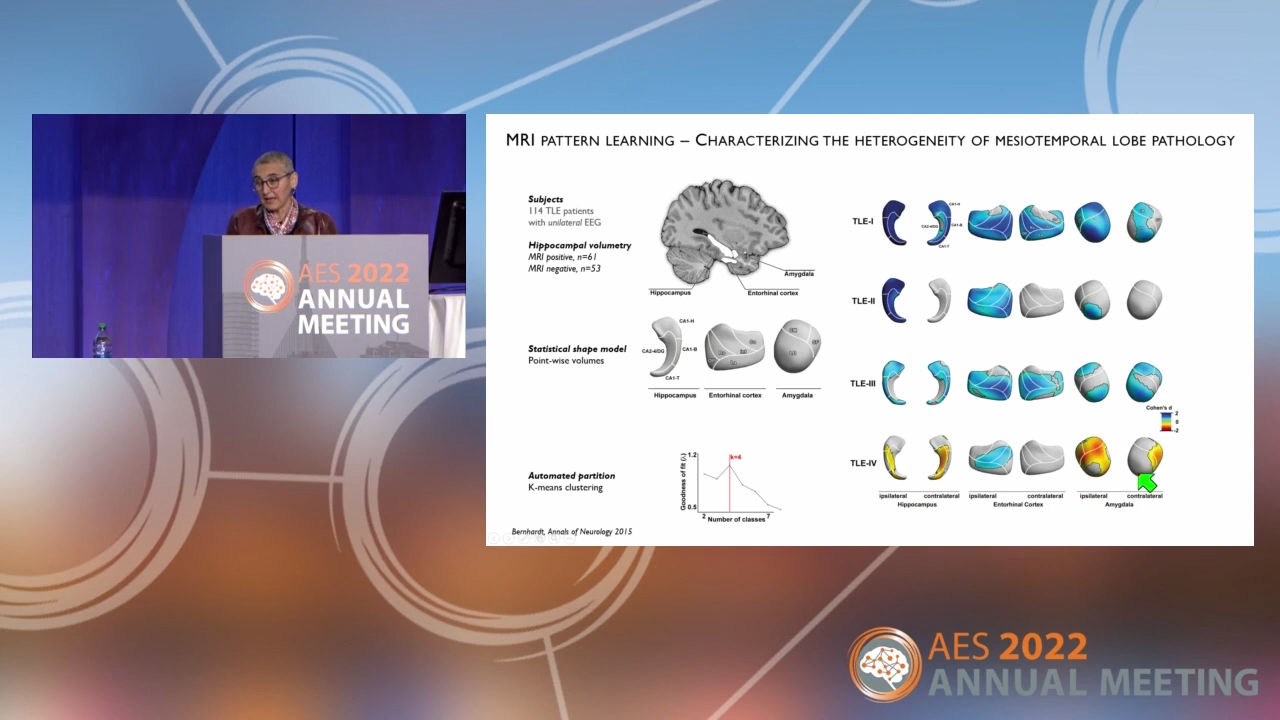 AES 2022
ANNUAL
MEETING
MRI PATTERN LEARNING – CHARACTERIZING THE HETEROGENEITY OF MESIOTEMPORAL LOBE PATHOLOGY
Subjects
114 TLE patients
with unilateral EEG
Hippocampal volumetry
MRI positive, n=61
MRI negative, n=53
Amygdala
Hippocampus
Entorhinal cortex
Statistical shape model
Point-wise volumes
CA1-H
CA2-4/DG
CA1-B
CA1-T
Hippocampus
Entorhinal cortex
Amygdala
Automated partition
K-means clustering
Goodness of fit (λ)
1.2
0.5
k=4
2
7
Number of classes
Bernhardt, Annals of Neurology 2015
TLE-I
CA1-H
CA2-4/DG
CA1-B
CA1-T
TLE-II
TLE-III
Cohen's d
2
0
-2
TLE-IV
ipsilateral contralateral ipsilateral contralateral ipsilateral contralateral
Hippocampus Entorhinal Cortex Amygdala
AES 2022
ANNUAL MEETING